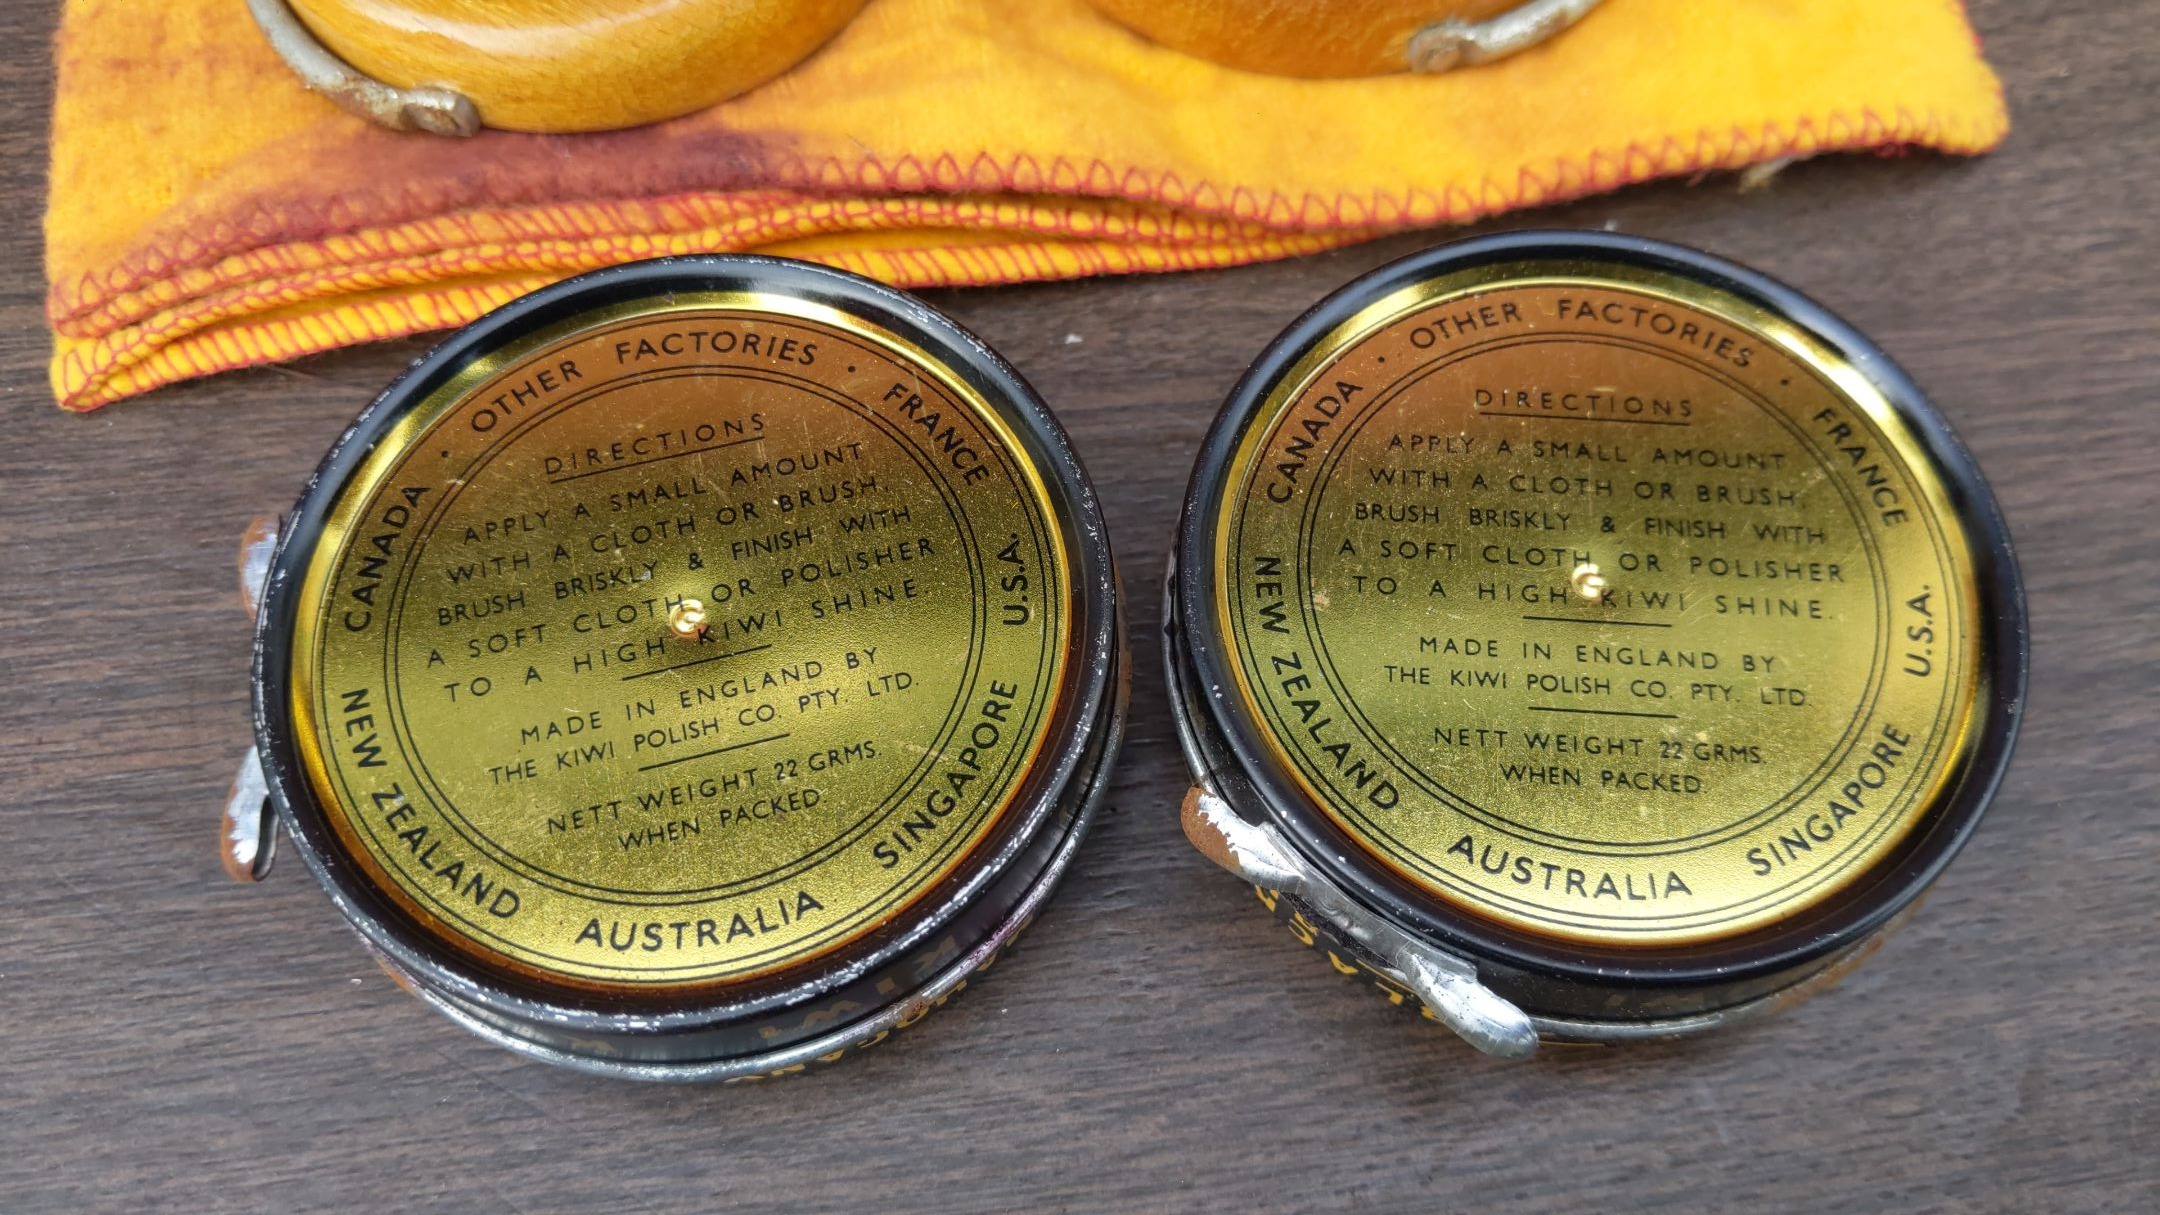 OTHER FACTORIES · FRANCE U.S.A. SINGAPORE AUSTRALIA NEW ZEALAND CANADA ·
DIRECTIONS
APPLY A SMALL AMOUNT
WITH A CLOTH OR BRUSH,
BRUSH BRISKLY & FINISH WITH
A SOFT CLOTH OR POLISHER
TO A HIGH KIWI SHINE.
MADE IN ENGLAND BY
THE KIWI POLISH CO. PTY. LTD.
NETT WEIGHT 22 GRMS.
WHEN PACKED.
OTHER FACTORIES · FRANCE U.S.A. SINGAPORE AUSTRALIA NEW ZEALAND CANADA ·
DIRECTIONS
APPLY A SMALL AMOUNT
WITH A CLOTH OR BRUSH,
BRUSH BRISKLY & FINISH WITH
A SOFT CLOTH OR POLISHER
TO A HIGH KIWI SHINE.
MADE IN ENGLAND BY
THE KIWI POLISH CO. PTY. LTD.
NETT WEIGHT 22 GRMS.
WHEN PACKED.